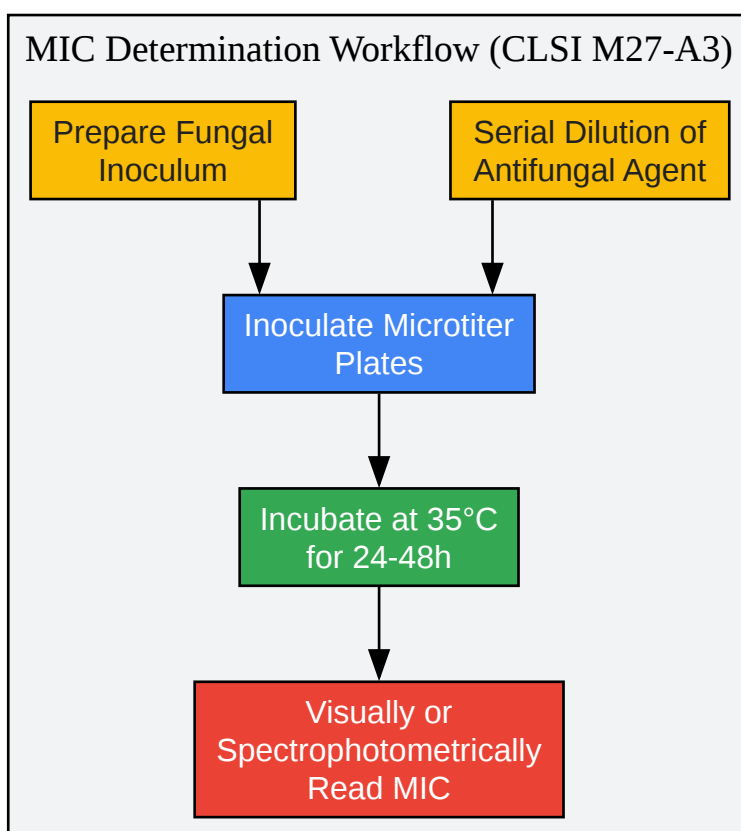 MIC Determination Workflow (CLSI M27-A3)
Prepare Fungal
Inoculum
Serial Dilution of
Antifungal Agent
Inoculate Microtiter
Plates
Incubate at 35°C
for 24-48h
Visually or
Spectrophotometrically
Read MIC